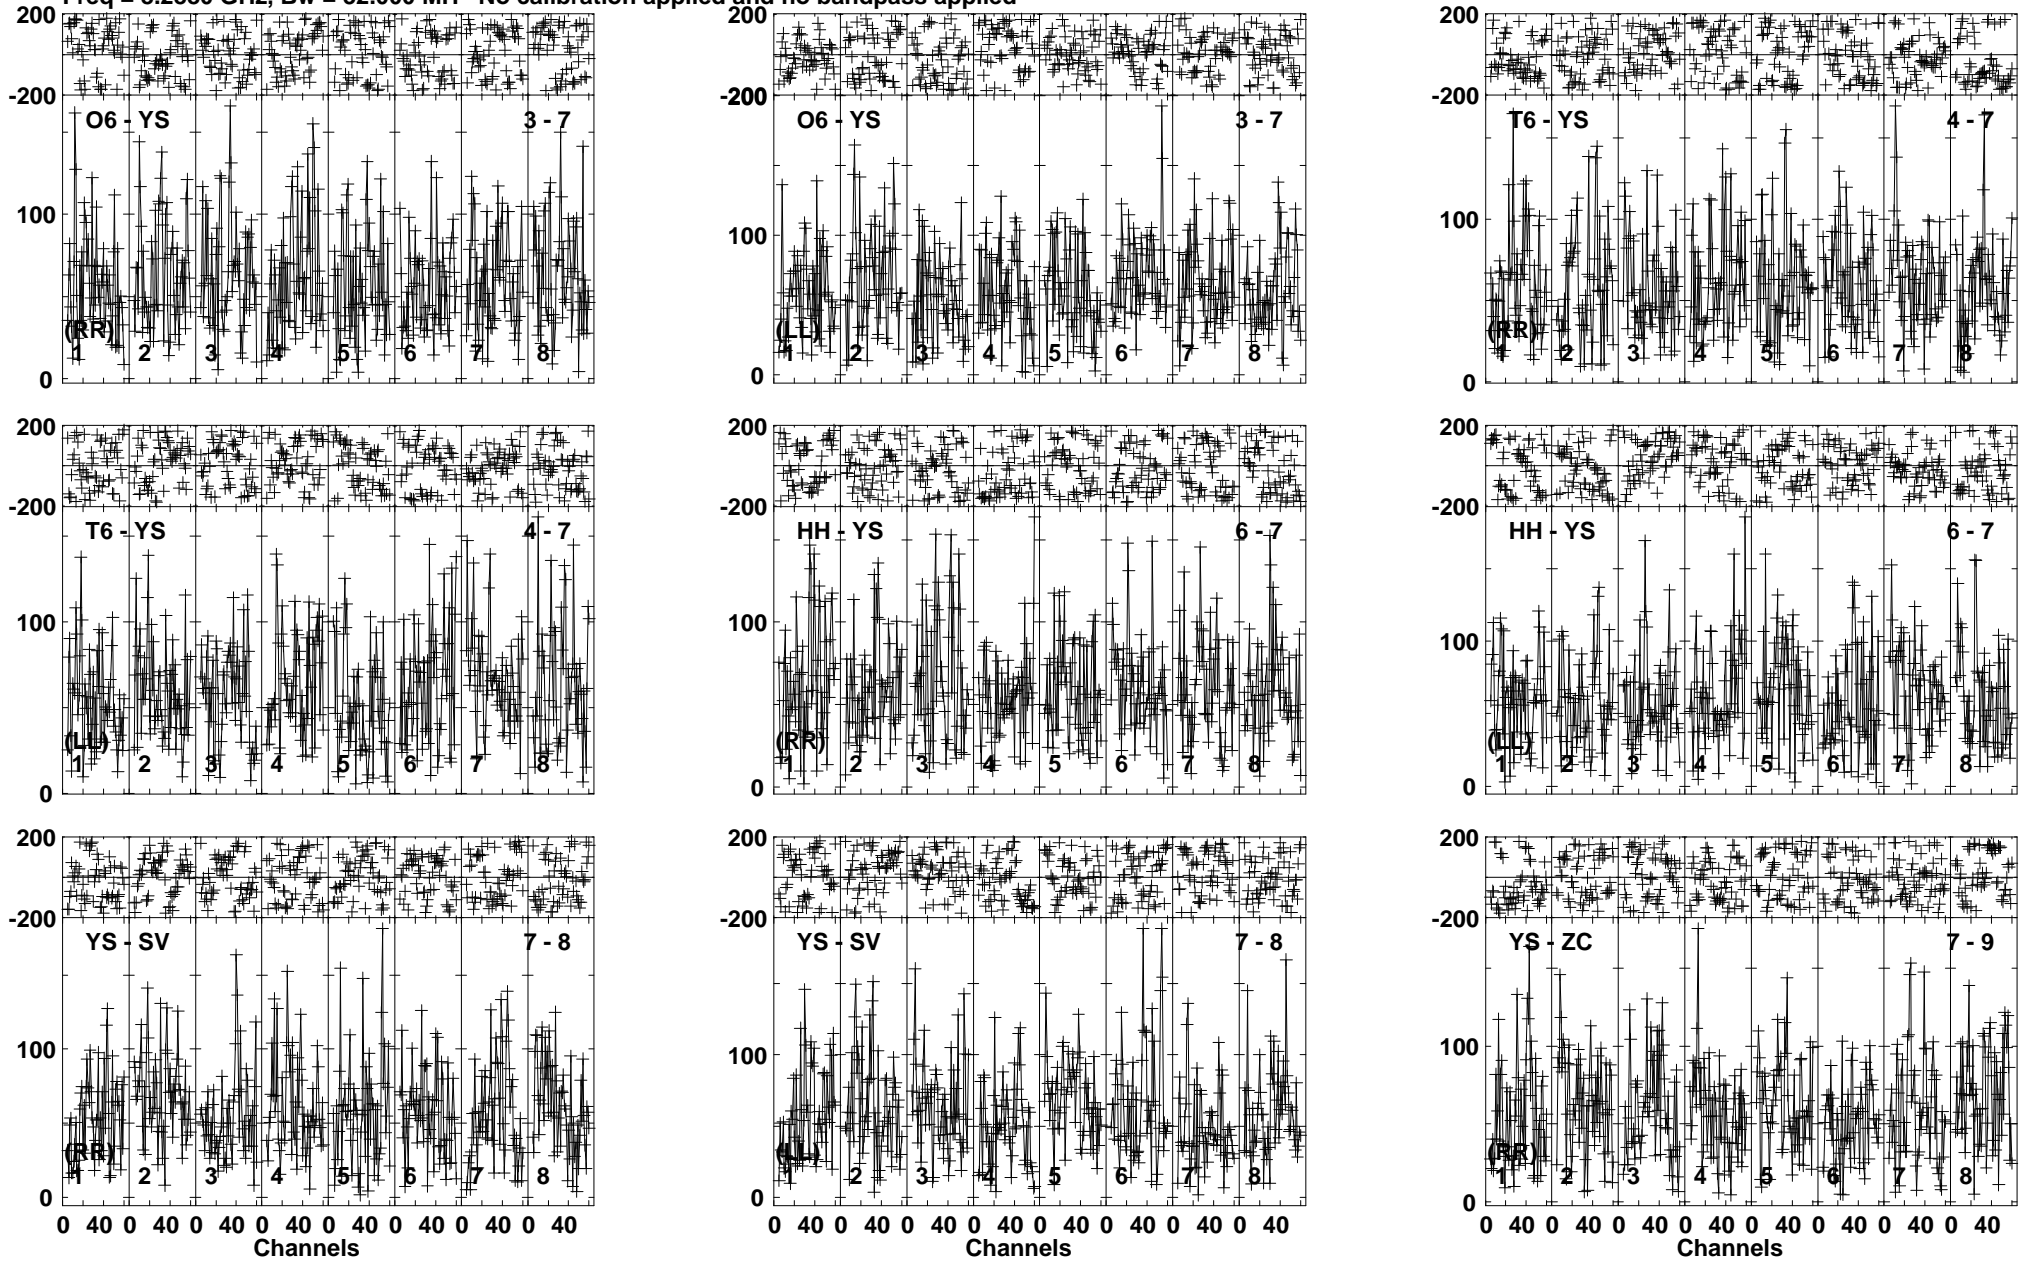 No calibration applied and no bandpass applied
200 200 200
-200 -200 -200
O6 - YS 3 - 7 O6 - YS 3 - 7 T6 - YS 4 - 7
100 100 100
(RR) (LL) (RR)
1 2 3 4 5 6 7 8 1 2 3 4 5 6 7 8 1 2 3 4 5 6 7 8
0 0 0
200 200 200
-200 -200 -200
T6 - YS 4 - 7 HH - YS 6 - 7 HH - YS 6 - 7
100 100 100
(LL) (RR) (LL)
1 2 3 4 5 6 7 8 1 2 3 4 5 6 7 8 1 2 3 4 5 6 7 8
0 0 0
200 200 200
-200 -200 -200
YS - SV 7 - 8 YS - SV 7 - 8 YS - ZC 7 - 9
100 100 100
(RR) (LL) (RR)
1 2 3 4 5 6 7 8 1 2 3 4 5 6 7 8 1 2 3 4 5 6 7 8
0 0 0
0 40 0 40 0 40 0 40 0 40 0 40 0 40 0 40 0 40 0 40 0 40 0 40 0 40 0 40 0 40 0 40 0 40 0 40 0 40 0 40 0 40 0 40 0 40 0 40
Channels Channels Channels